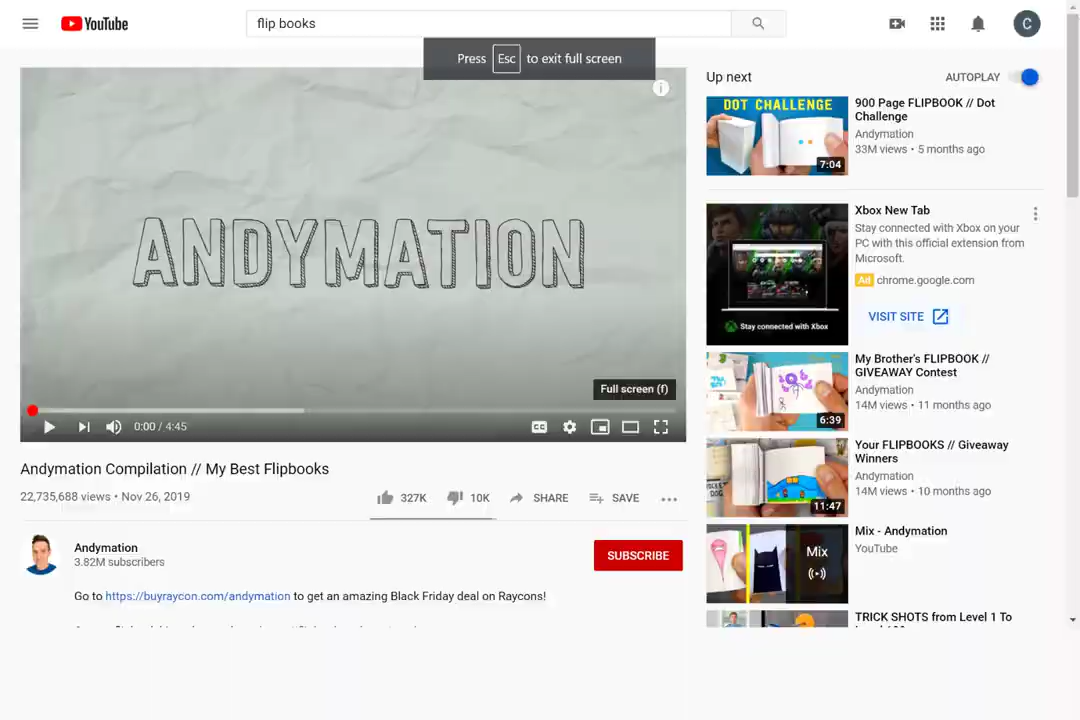 YouTube
flip books
C
Press Esc to exit full screen
ANDYMATION
Full screen (f)
0:00 / 4:45
CC
Andymation Compilation // My Best Flipbooks
22,735,688 views • Nov 26, 2019
327K
10K
SHARE
SAVE
Andymation
3.82M subscribers
SUBSCRIBE
Go to https://buyraycon.com/andymation to get an amazing Black Friday deal on Raycons!
Up next
AUTOPLAY
DOT CHALLENGE
7:04
900 Page FLIPBOOK // Dot
Challenge
Andymation
33M views • 5 months ago
Stay connected with Xbox
Xbox New Tab
Stay connected with Xbox on your
PC with this official extension from
Microsoft.
Ad chrome.google.com
VISIT SITE
6:39
My Brother's FLIPBOOK //
GIVEAWAY Contest
Andymation
14M views • 11 months ago
11:47
Your FLIPBOOKS // Giveaway
Winners
Andymation
14M views • 10 months ago
Mix
Mix - Andymation
YouTube
TRICK SHOTS from Level 1 To